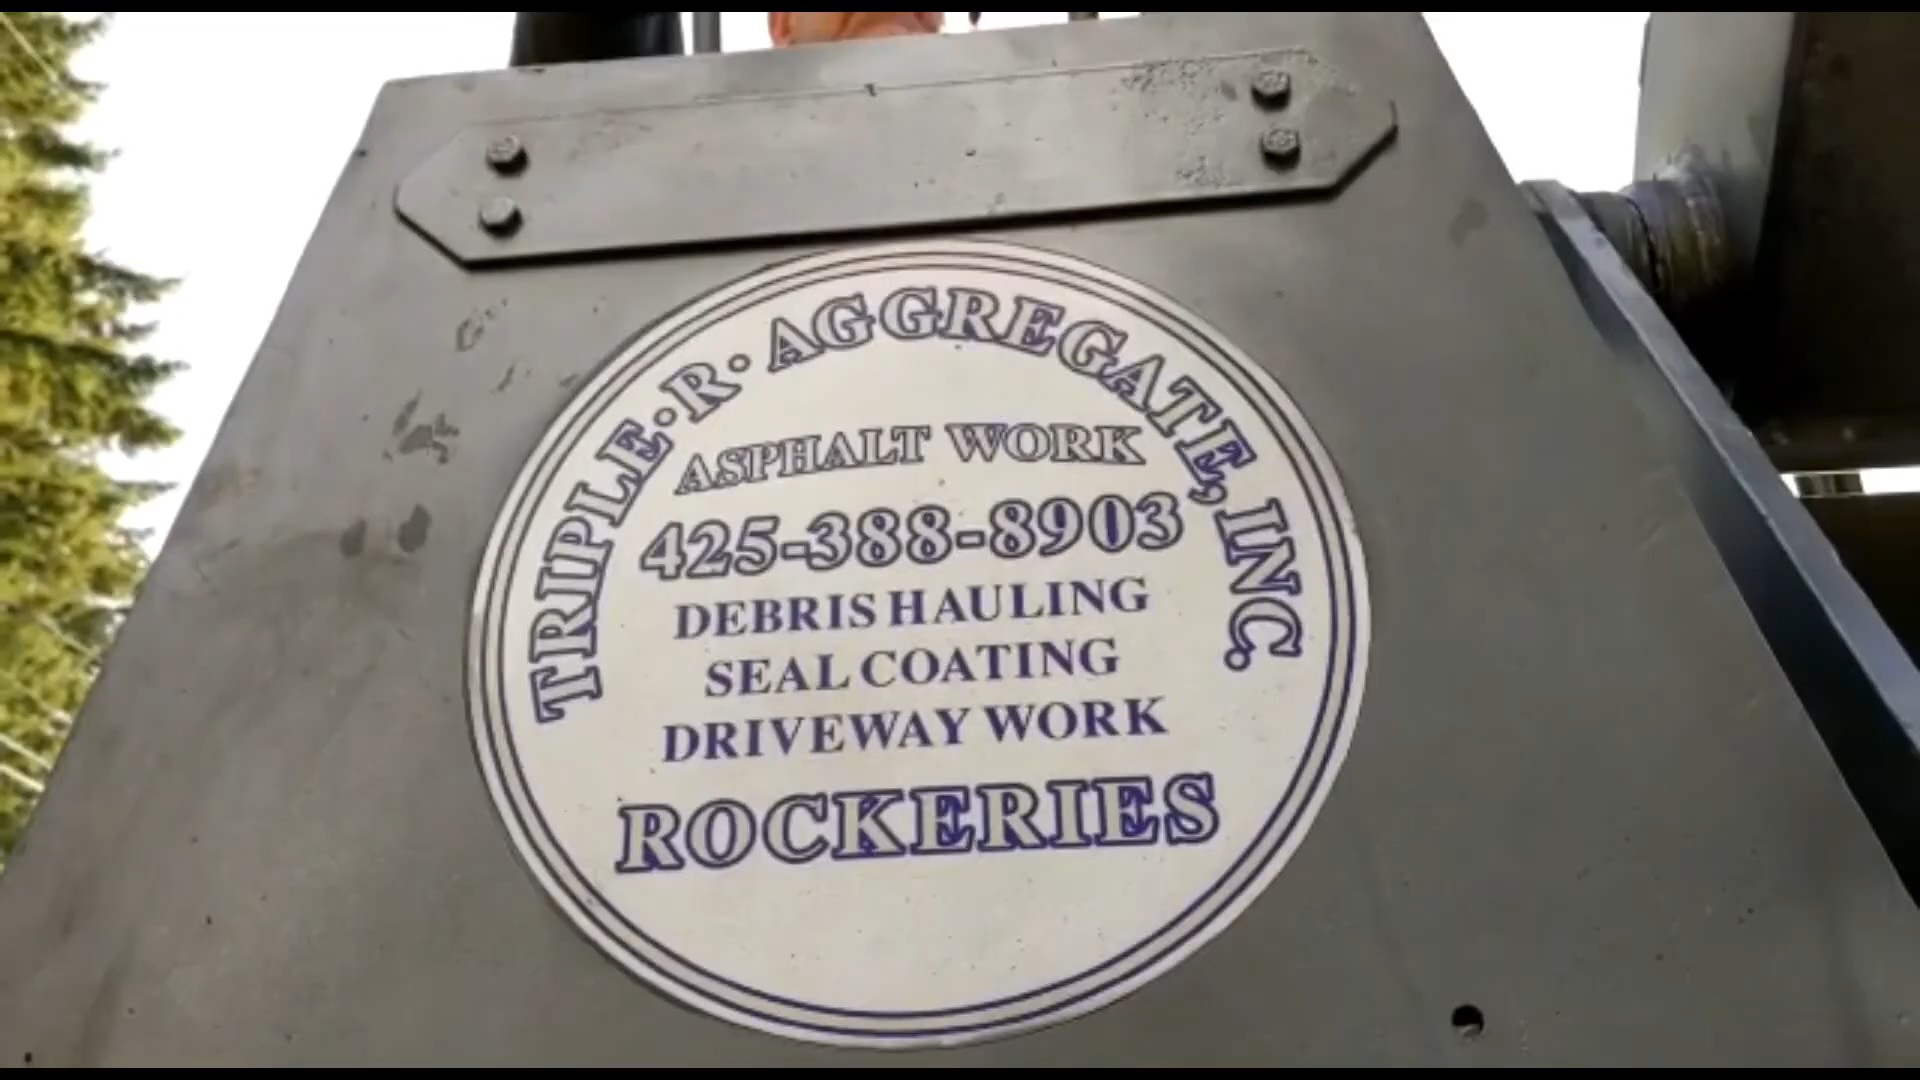 TRIPLE • R • AGGREGATE, INC.
ASPHALT WORK
425-388-8903
DEBRIS HAULING
SEAL COATING
DRIVEWAY WORK
ROCKERIES